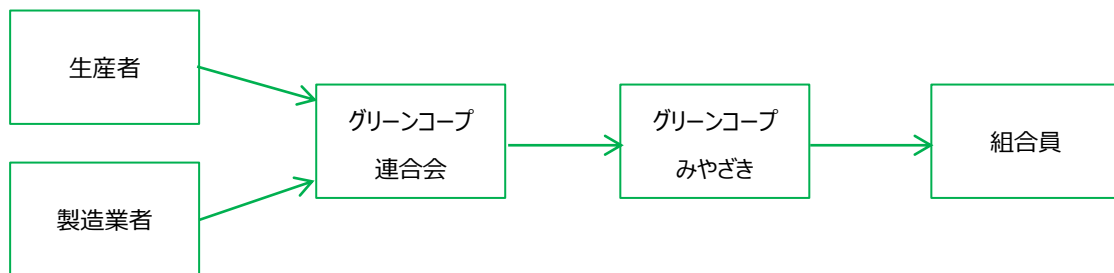 生産者
製造業者
グリーンコープ
連合会
グリーンコープ
みやざき
組合員